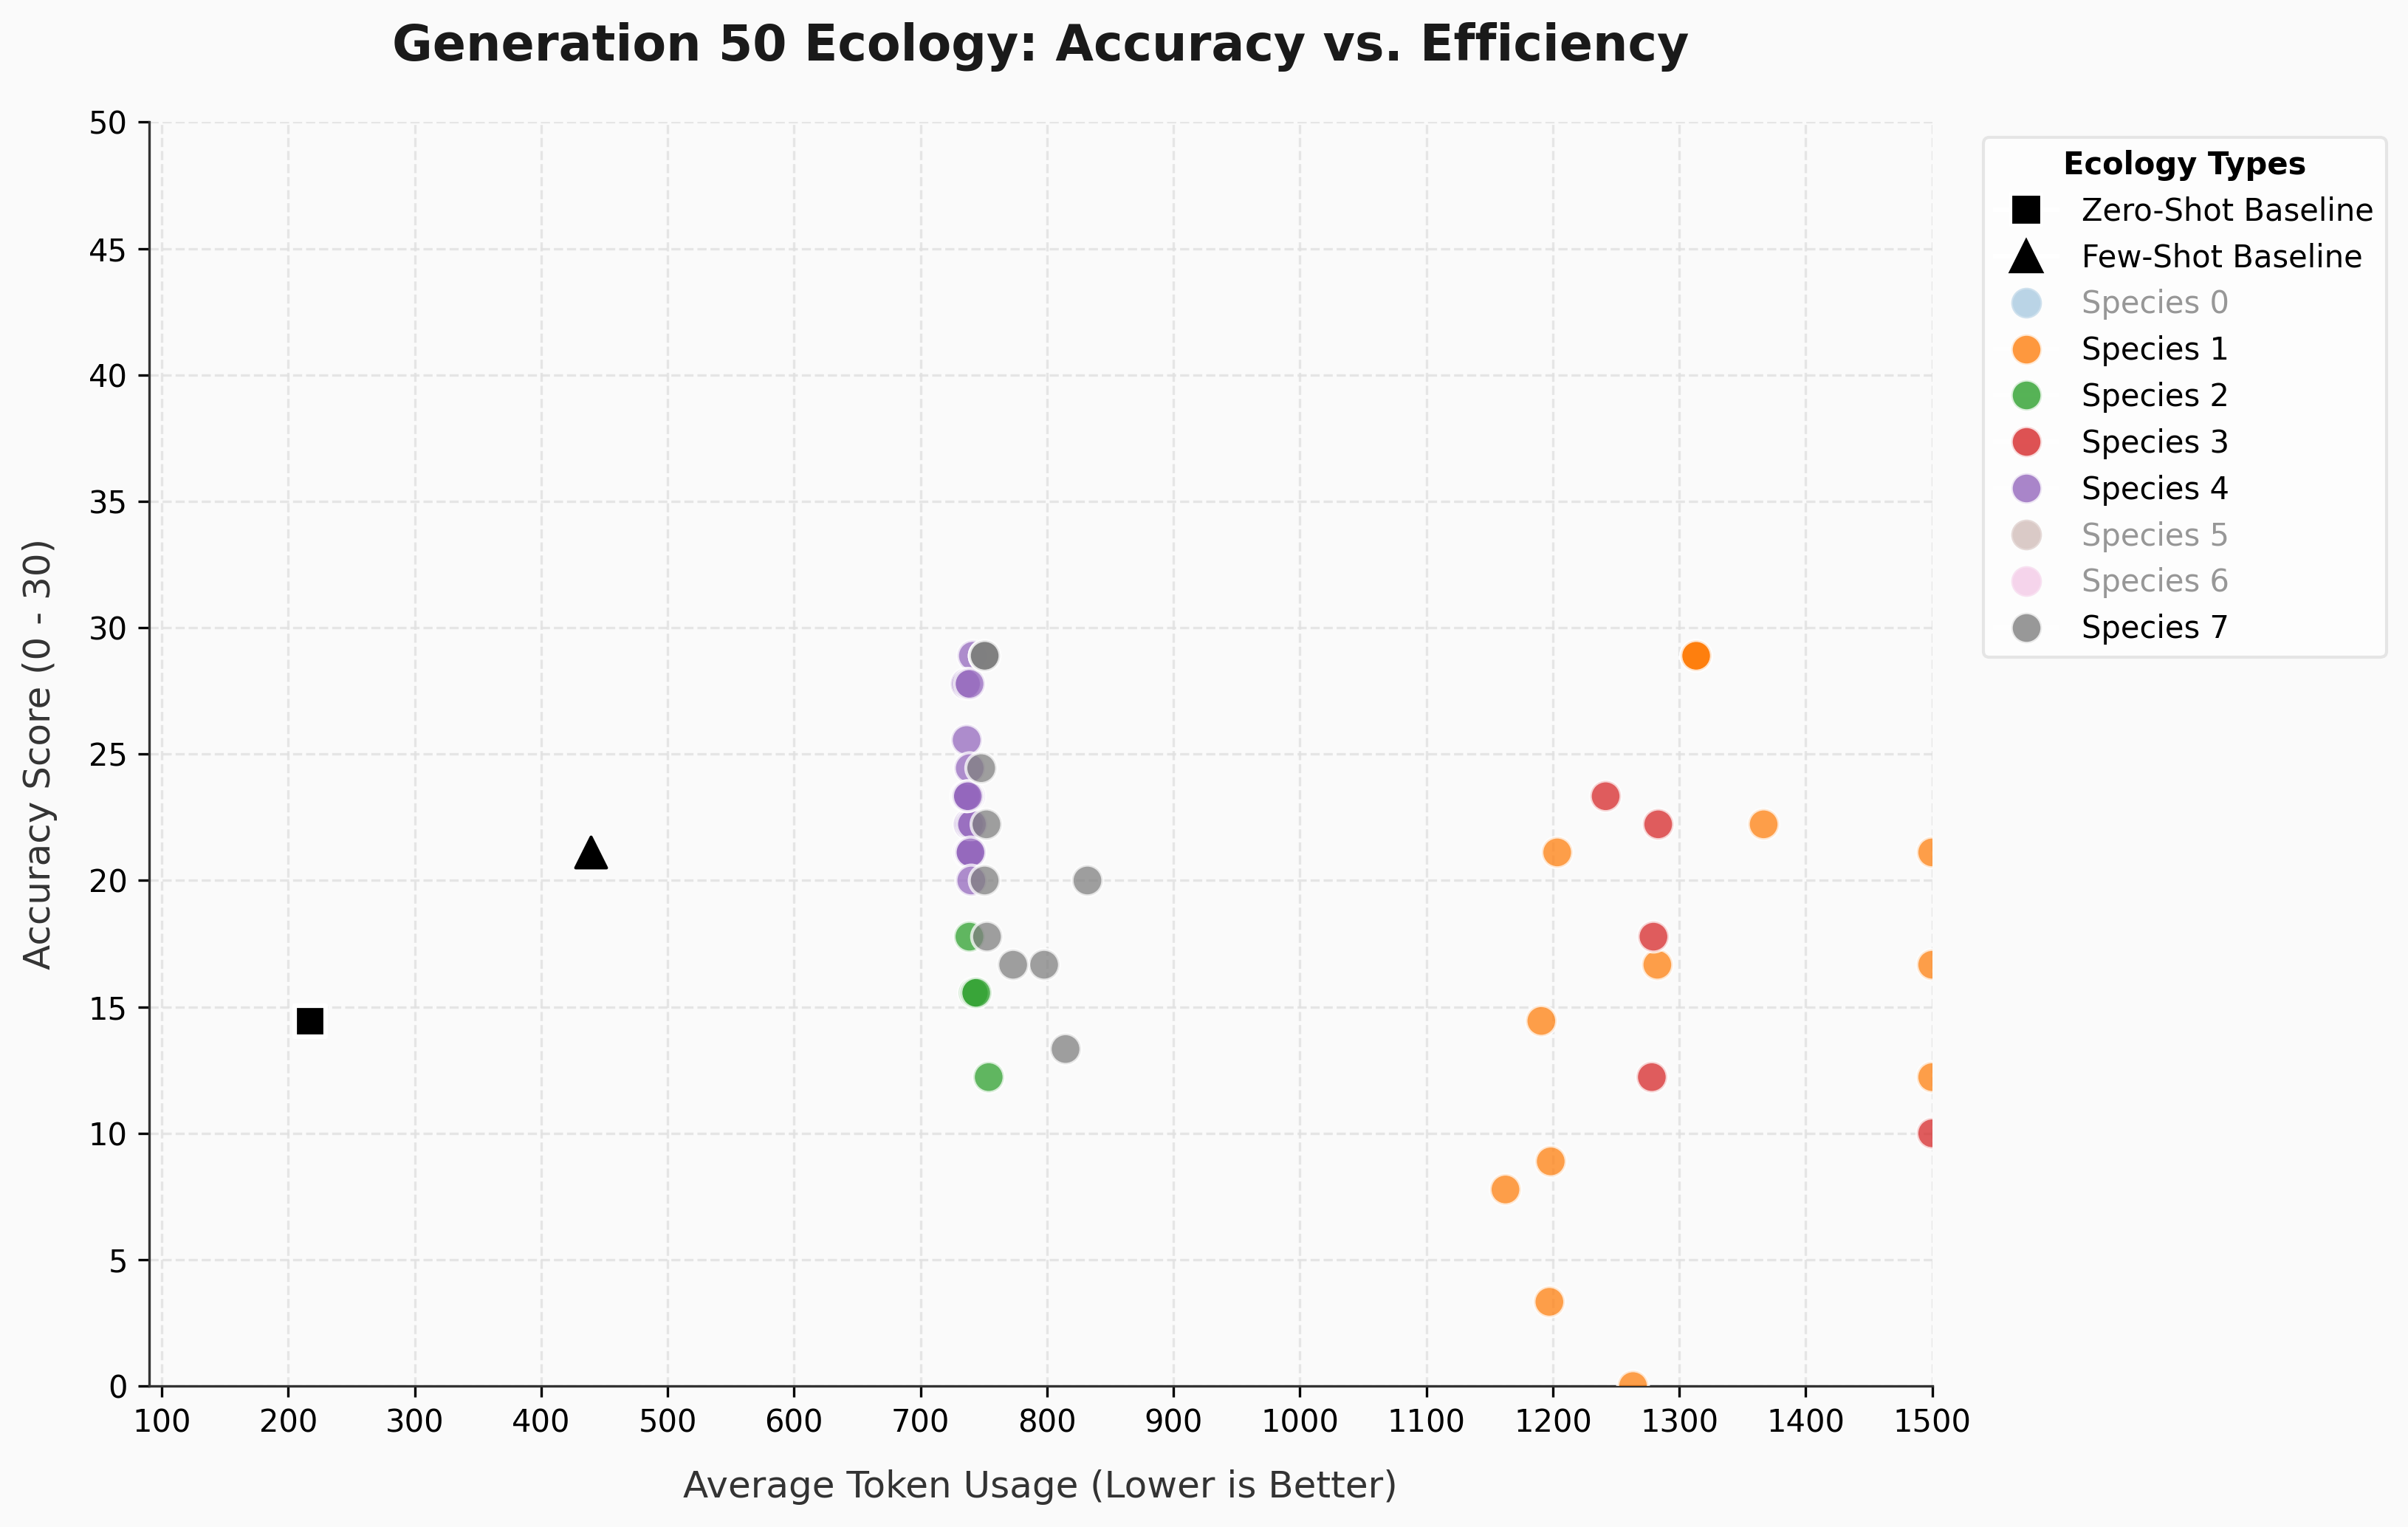 Generation 50 Ecology: Accuracy vs. Efficiency
50
45
40
35
30
25
20
15
10
5
0
Accuracy Score (0 - 30)
100 200 300 400 500 600 700 800 900 1000 1100 1200 1300 1400 1500
Average Token Usage (Lower is Better)
Ecology Types
Zero-Shot Baseline
Few-Shot Baseline
Species 0
Species 1
Species 2
Species 3
Species 4
Species 5
Species 6
Species 7